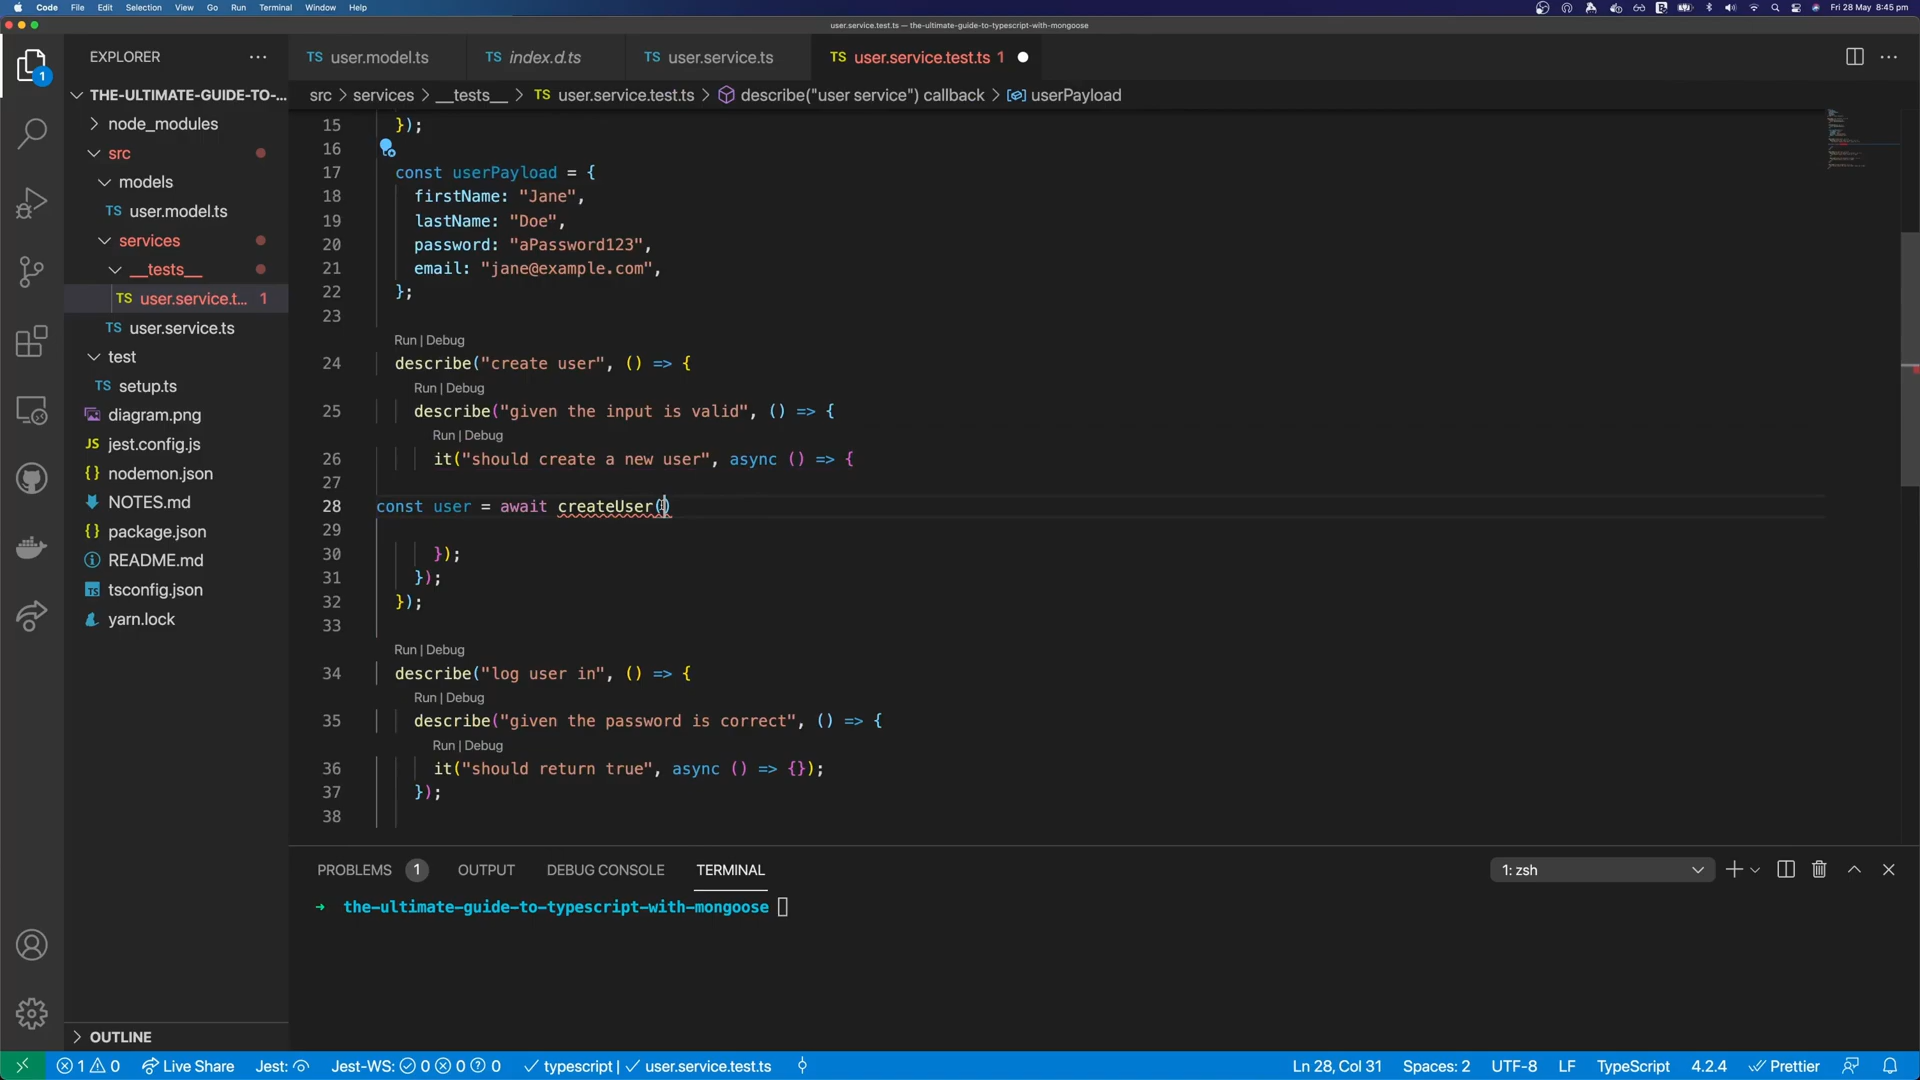 Code File Edit Selection View Go Run Terminal Window Help
Fri 28 May 8:45 pm
user.service.test.ts — the-ultimate-guide-to-typescript-with-mongoose
EXPLORER
TS user.model.ts
TS index.d.ts
TS user.service.ts
TS user.service.test.ts 1
src > services > __tests__ > TS user.service.test.ts > describe("user service") callback > userPayload
1
THE-ULTIMATE-GUIDE-TO-...
node_modules
src
models
TS user.model.ts
services
__tests__
TS user.service.t... 1
TS user.service.ts
test
TS setup.ts
diagram.png
JS jest.config.js
{} nodemon.json
NOTES.md
{} package.json
README.md
TS tsconfig.json
yarn.lock
OUTLINE
15 });
16
17 const userPayload = {
18 firstName: "Jane",
19 lastName: "Doe",
20 password: "aPassword123",
21 email: "jane@example.com",
22 };
23
Run | Debug
24 describe("create user", () => {
Run | Debug
25 describe("given the input is valid", () => {
Run | Debug
26 it("should create a new user", async () => {
27
28 const user = await createUser()
29
30 });
31 });
32 });
33
Run | Debug
34 describe("log user in", () => {
Run | Debug
35 describe("given the password is correct", () => {
Run | Debug
36 it("should return true", async () => {});
37 });
38
PROBLEMS 1 OUTPUT DEBUG CONSOLE TERMINAL
1: zsh
→ the-ultimate-guide-to-typescript-with-mongoose
1 0 Live Share Jest: Jest-WS: 0 0 0 typescript | user.service.test.ts
Ln 28, Col 31 Spaces: 2 UTF-8 LF TypeScript 4.2.4 Prettier